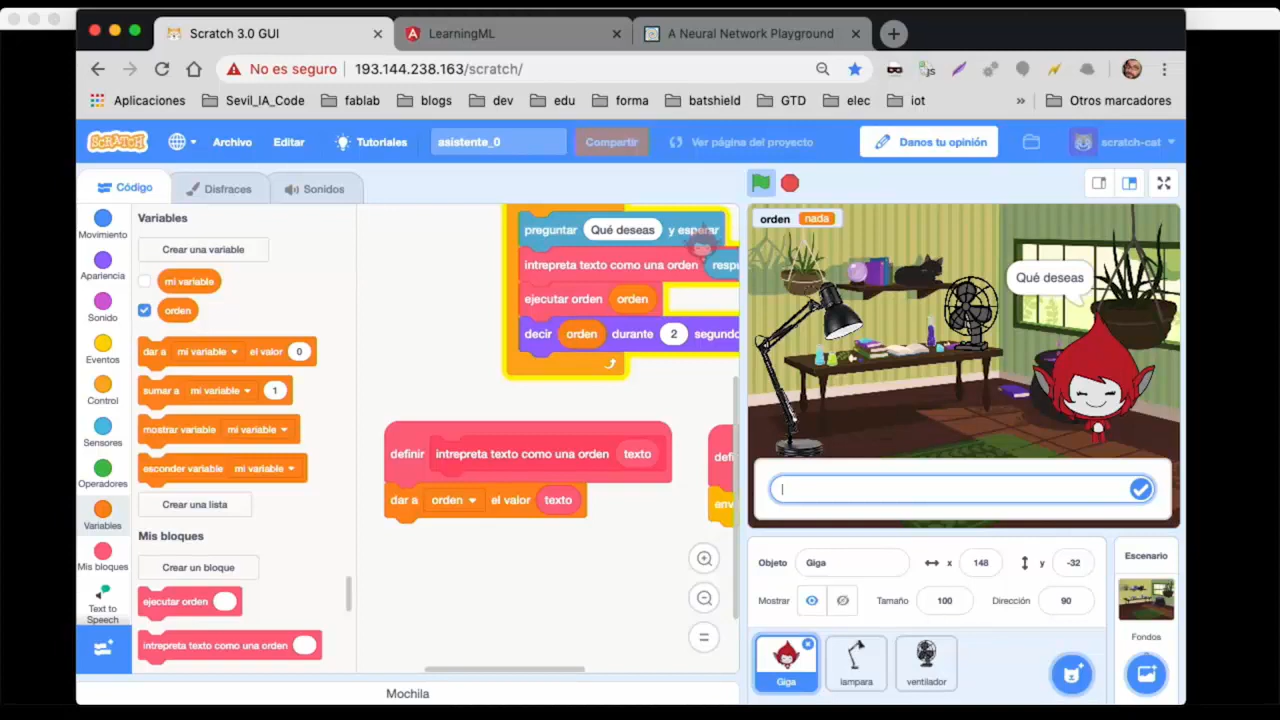 Scratch 3.0 GUI
LearningML
A Neural Network Playground
No es seguro 193.144.238.163/scratch/
js
Aplicaciones Sevil_IA_Code fablab blogs dev edu forma batshield GTD elec iot » Otros marcadores
SCRATCH Archivo Editar Tutoriales asistente_0 Compartir Ver página del proyecto Danos tu opinión scratch-cat
Código Disfraces Sonidos
Movimiento
Apariencia
Sonido
Eventos
Control
Sensores
Operadores
Variables
Mis bloques
Text to
Speech
Variables
Crear una variable
mi variable
orden
dar a mi variable el valor 0
sumar a mi variable 1
mostrar variable mi variable
esconder variable mi variable
Crear una lista
Mis bloques
Crear un bloque
ejecutar orden
intrepreta texto como una orden
preguntar Qué deseas y esperar
intrepreta texto como una orden respu
ejecutar orden orden
decir orden durante 2 segundo
definir intrepreta texto como una orden texto
dar a orden el valor texto
defi
env
orden nada
Qué deseas
Objeto Giga x 148 y -32
Mostrar Tamaño 100 Dirección 90
Giga
lampara
ventilador
Escenario
Fondos
Mochila